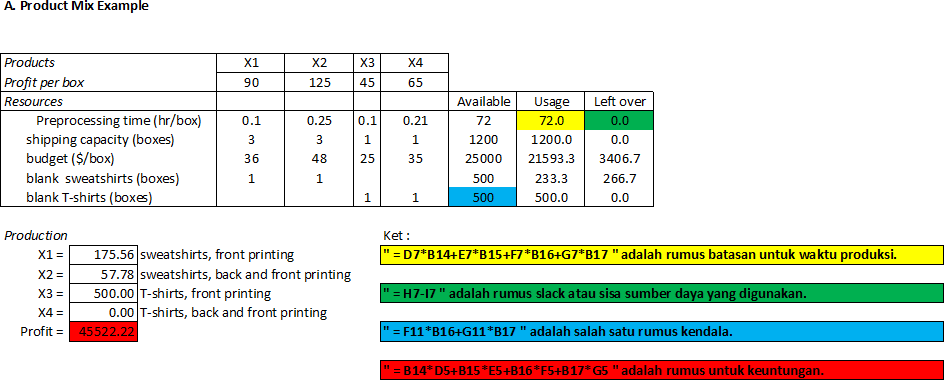 A. Product Mix Example
Products X1 X2 X3 X4
Profit per box 90 125 45 65
Resources Available Usage Left over
Preprocessing time (hr/box) 0.1 0.25 0.1 0.21 72 72.0 0.0
shipping capacity (boxes) 3 3 1 1 1200 1200.0 0.0
budget ($/box) 36 48 25 35 25000 21593.3 3406.7
blank sweatshirts (boxes) 1 1 500 233.3 266.7
blank T-shirts (boxes) 1 1 500 500.0 0.0
Production Ket :
X1 = 175.56 sweatshirts, front printing " = D7*B14+E7*B15+F7*B16+G7*B17 " adalah rumus batasan untuk waktu produksi.
X2 = 57.78 sweatshirts, back and front printing
X3 = 500.00 T-shirts, front printing " = H7-I7 " adalah rumus slack atau sisa sumber daya yang digunakan.
X4 = 0.00 T-shirts, back and front printing
Profit = 45522.22 " = F11*B16+G11*B17 " adalah salah satu rumus kendala.
" = B14*D5+B15*E5+B16*F5+B17*G5 " adalah rumus untuk keuntungan.